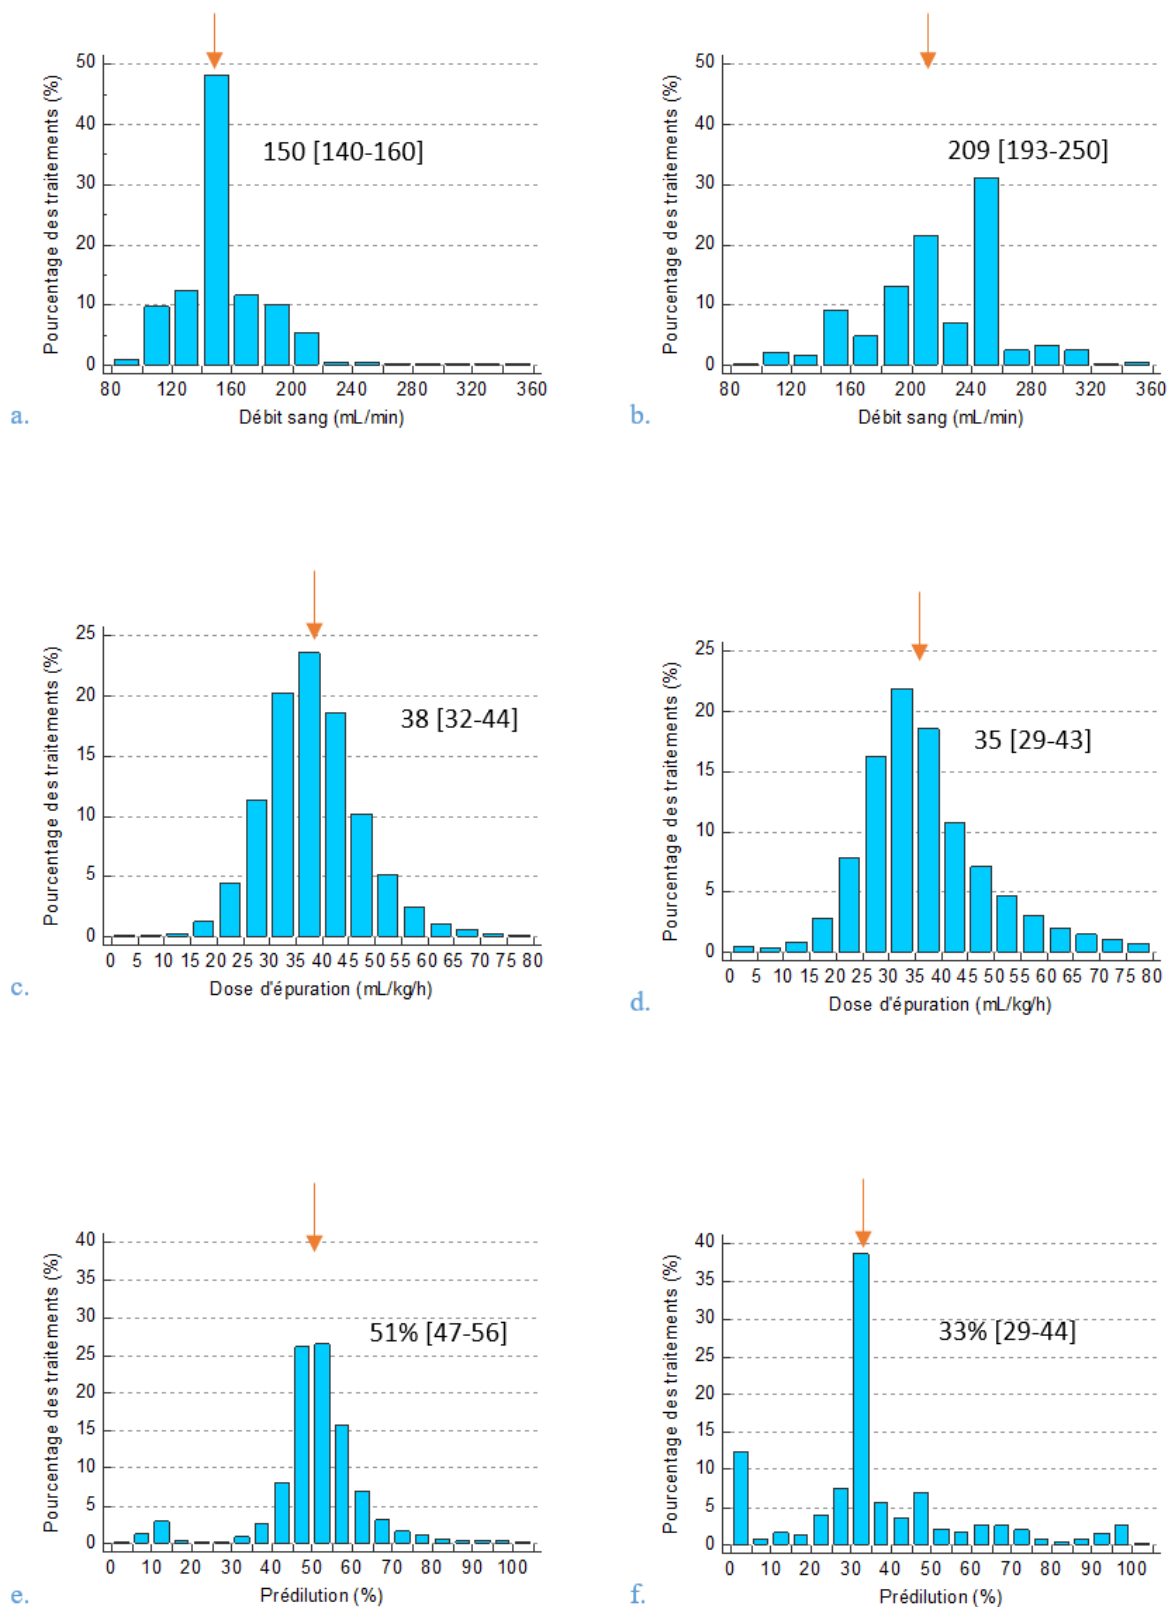 50
40
30
20
10
0
Pourcentage des traitements (%)
150 [140-160]
80 120 160 200 240 280 320 360
Débit sang (mL/min)
a.
50
40
30
20
10
0
Pourcentage des traitements (%)
209 [193-250]
80 120 160 200 240 280 320 360
Débit sang (mL/min)
b.
25
20
15
10
5
0
Pourcentage des traitements (%)
38 [32-44]
0 5 10 15 20 25 30 35 40 45 50 55 60 65 70 75 80
Dose d'épuration (mL/kg/h)
c.
25
20
15
10
5
0
Pourcentage des traitements (%)
35 [29-43]
0 5 10 15 20 25 30 35 40 45 50 55 60 65 70 75 80
Dose d'épuration (mL/kg/h)
d.
40
35
30
25
20
15
10
5
0
Pourcentage des traitements (%)
51% [47-56]
0 10 20 30 40 50 60 70 80 90 100
Prédilution (%)
e.
40
35
30
25
20
15
10
5
0
Pourcentage des traitements (%)
33% [29-44]
0 10 20 30 40 50 60 70 80 90 100
Prédilution (%)
f.